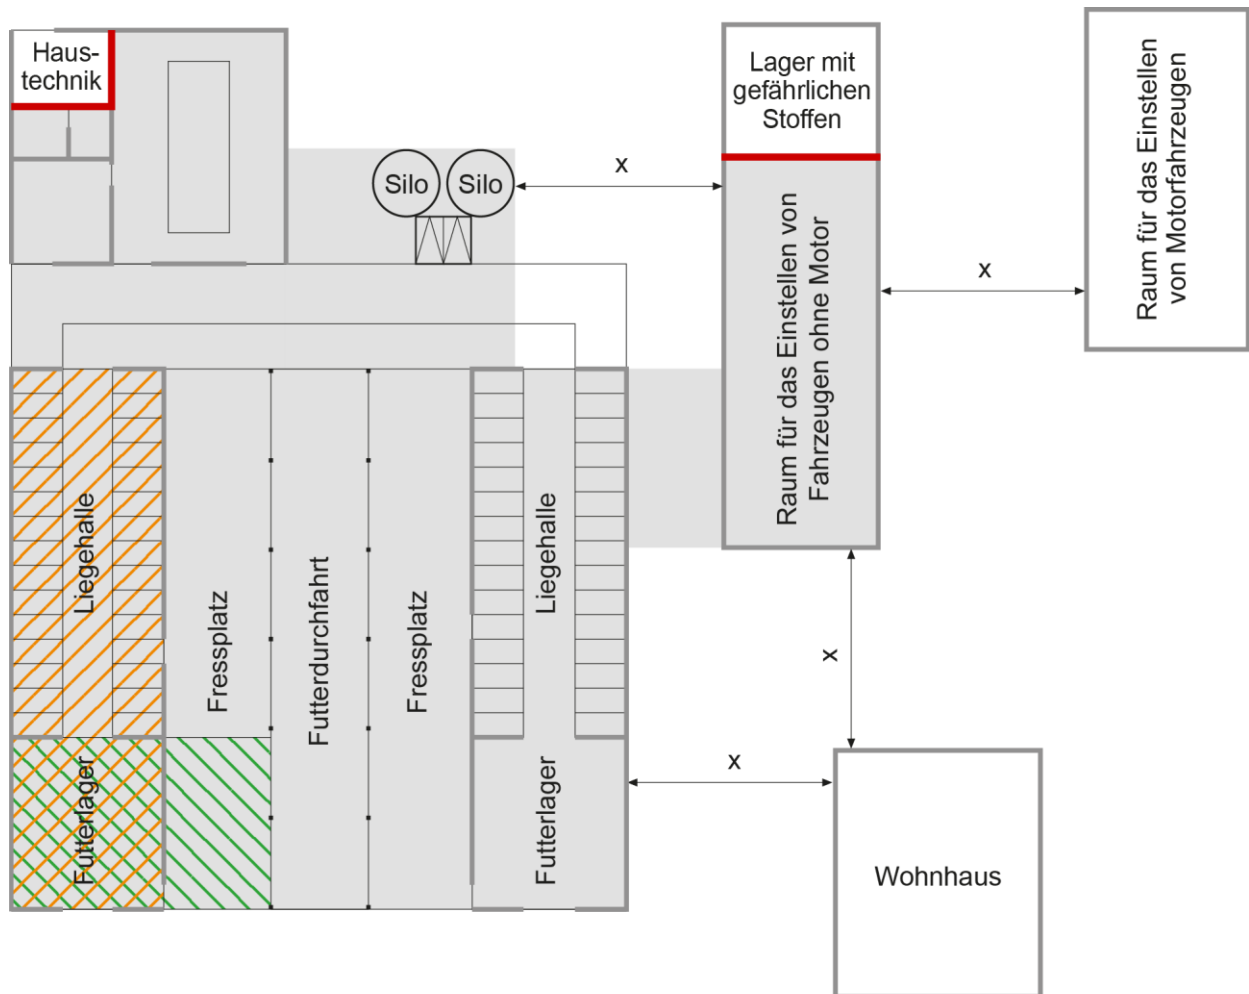 Haus-
technik
Lager mit
gefährlichen
Stoffen
Raum für das Einstellen
von Motorfahrzeugen
Silo
Silo
x
x
Raum für das Einstellen von
Fahrzeugen ohne Motor
Liegehalle
Fressplatz
Futterdurchfahrt
Fressplatz
Liegehalle
x
Futterlager
Futterlager
x
Wohnhaus